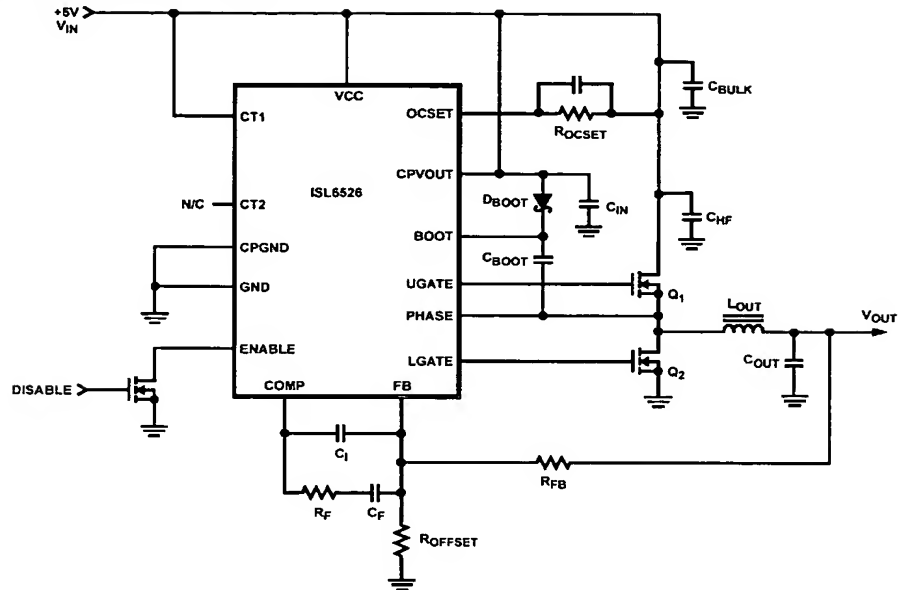 +5V
VIN
VCC
CT1
OCSET
ROCSET
CBULK
ISL6526
CPVOUT
N/C
CT2
DBOOT
CIN
CHF
CPGND
BOOT
CBOOT
GND
UGATE
Q1
PHASE
LOUT
VOUT
ENABLE
LGATE
Q2
COUT
DISABLE
COMP
FB
CI
RFB
RF
CF
ROFFSET